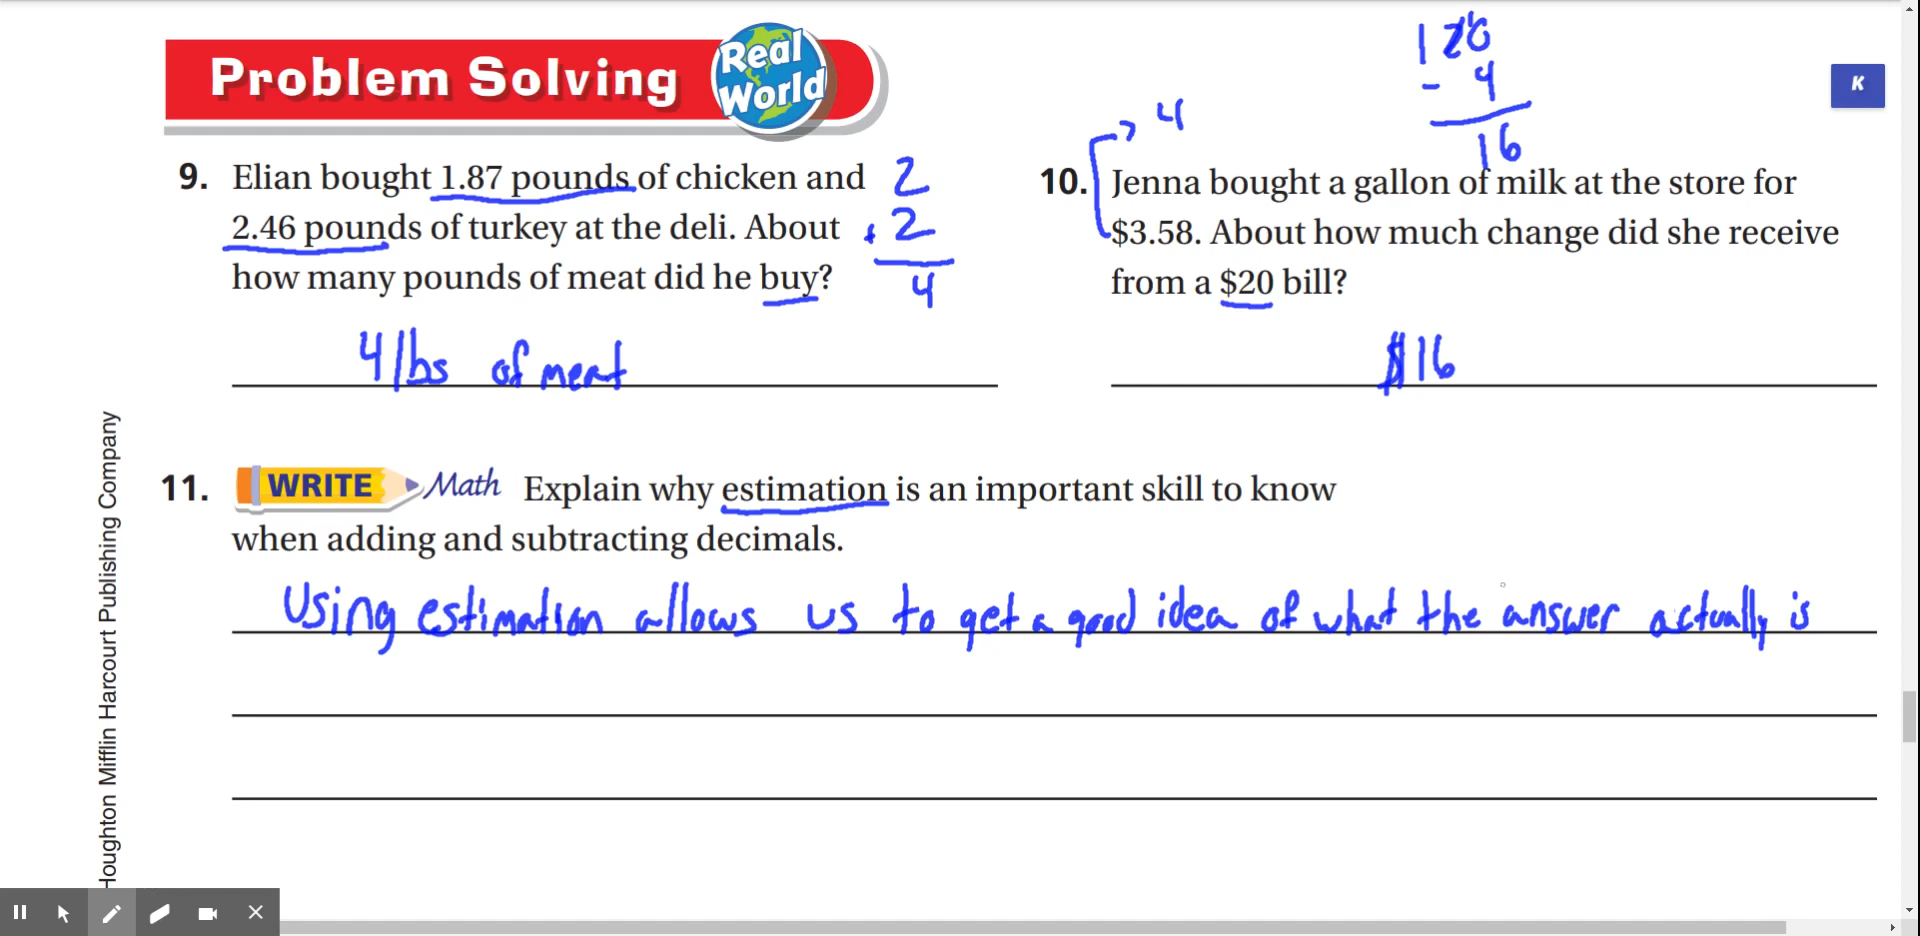 Problem Solving
Real
World
K
120
- 4
16
4
9. Elian bought 1.87 pounds of chicken and
2.46 pounds of turkey at the deli. About
how many pounds of meat did he buy?
2
+ 2
4
4 lbs of meat
10. Jenna bought a gallon of milk at the store for
$3.58. About how much change did she receive
from a $20 bill?
$16
11. WRITE Math Explain why estimation is an important skill to know
when adding and subtracting decimals.
Using estimation allows us to get a good idea of what the answer actually is
Houghton Mifflin Harcourt Publishing Company